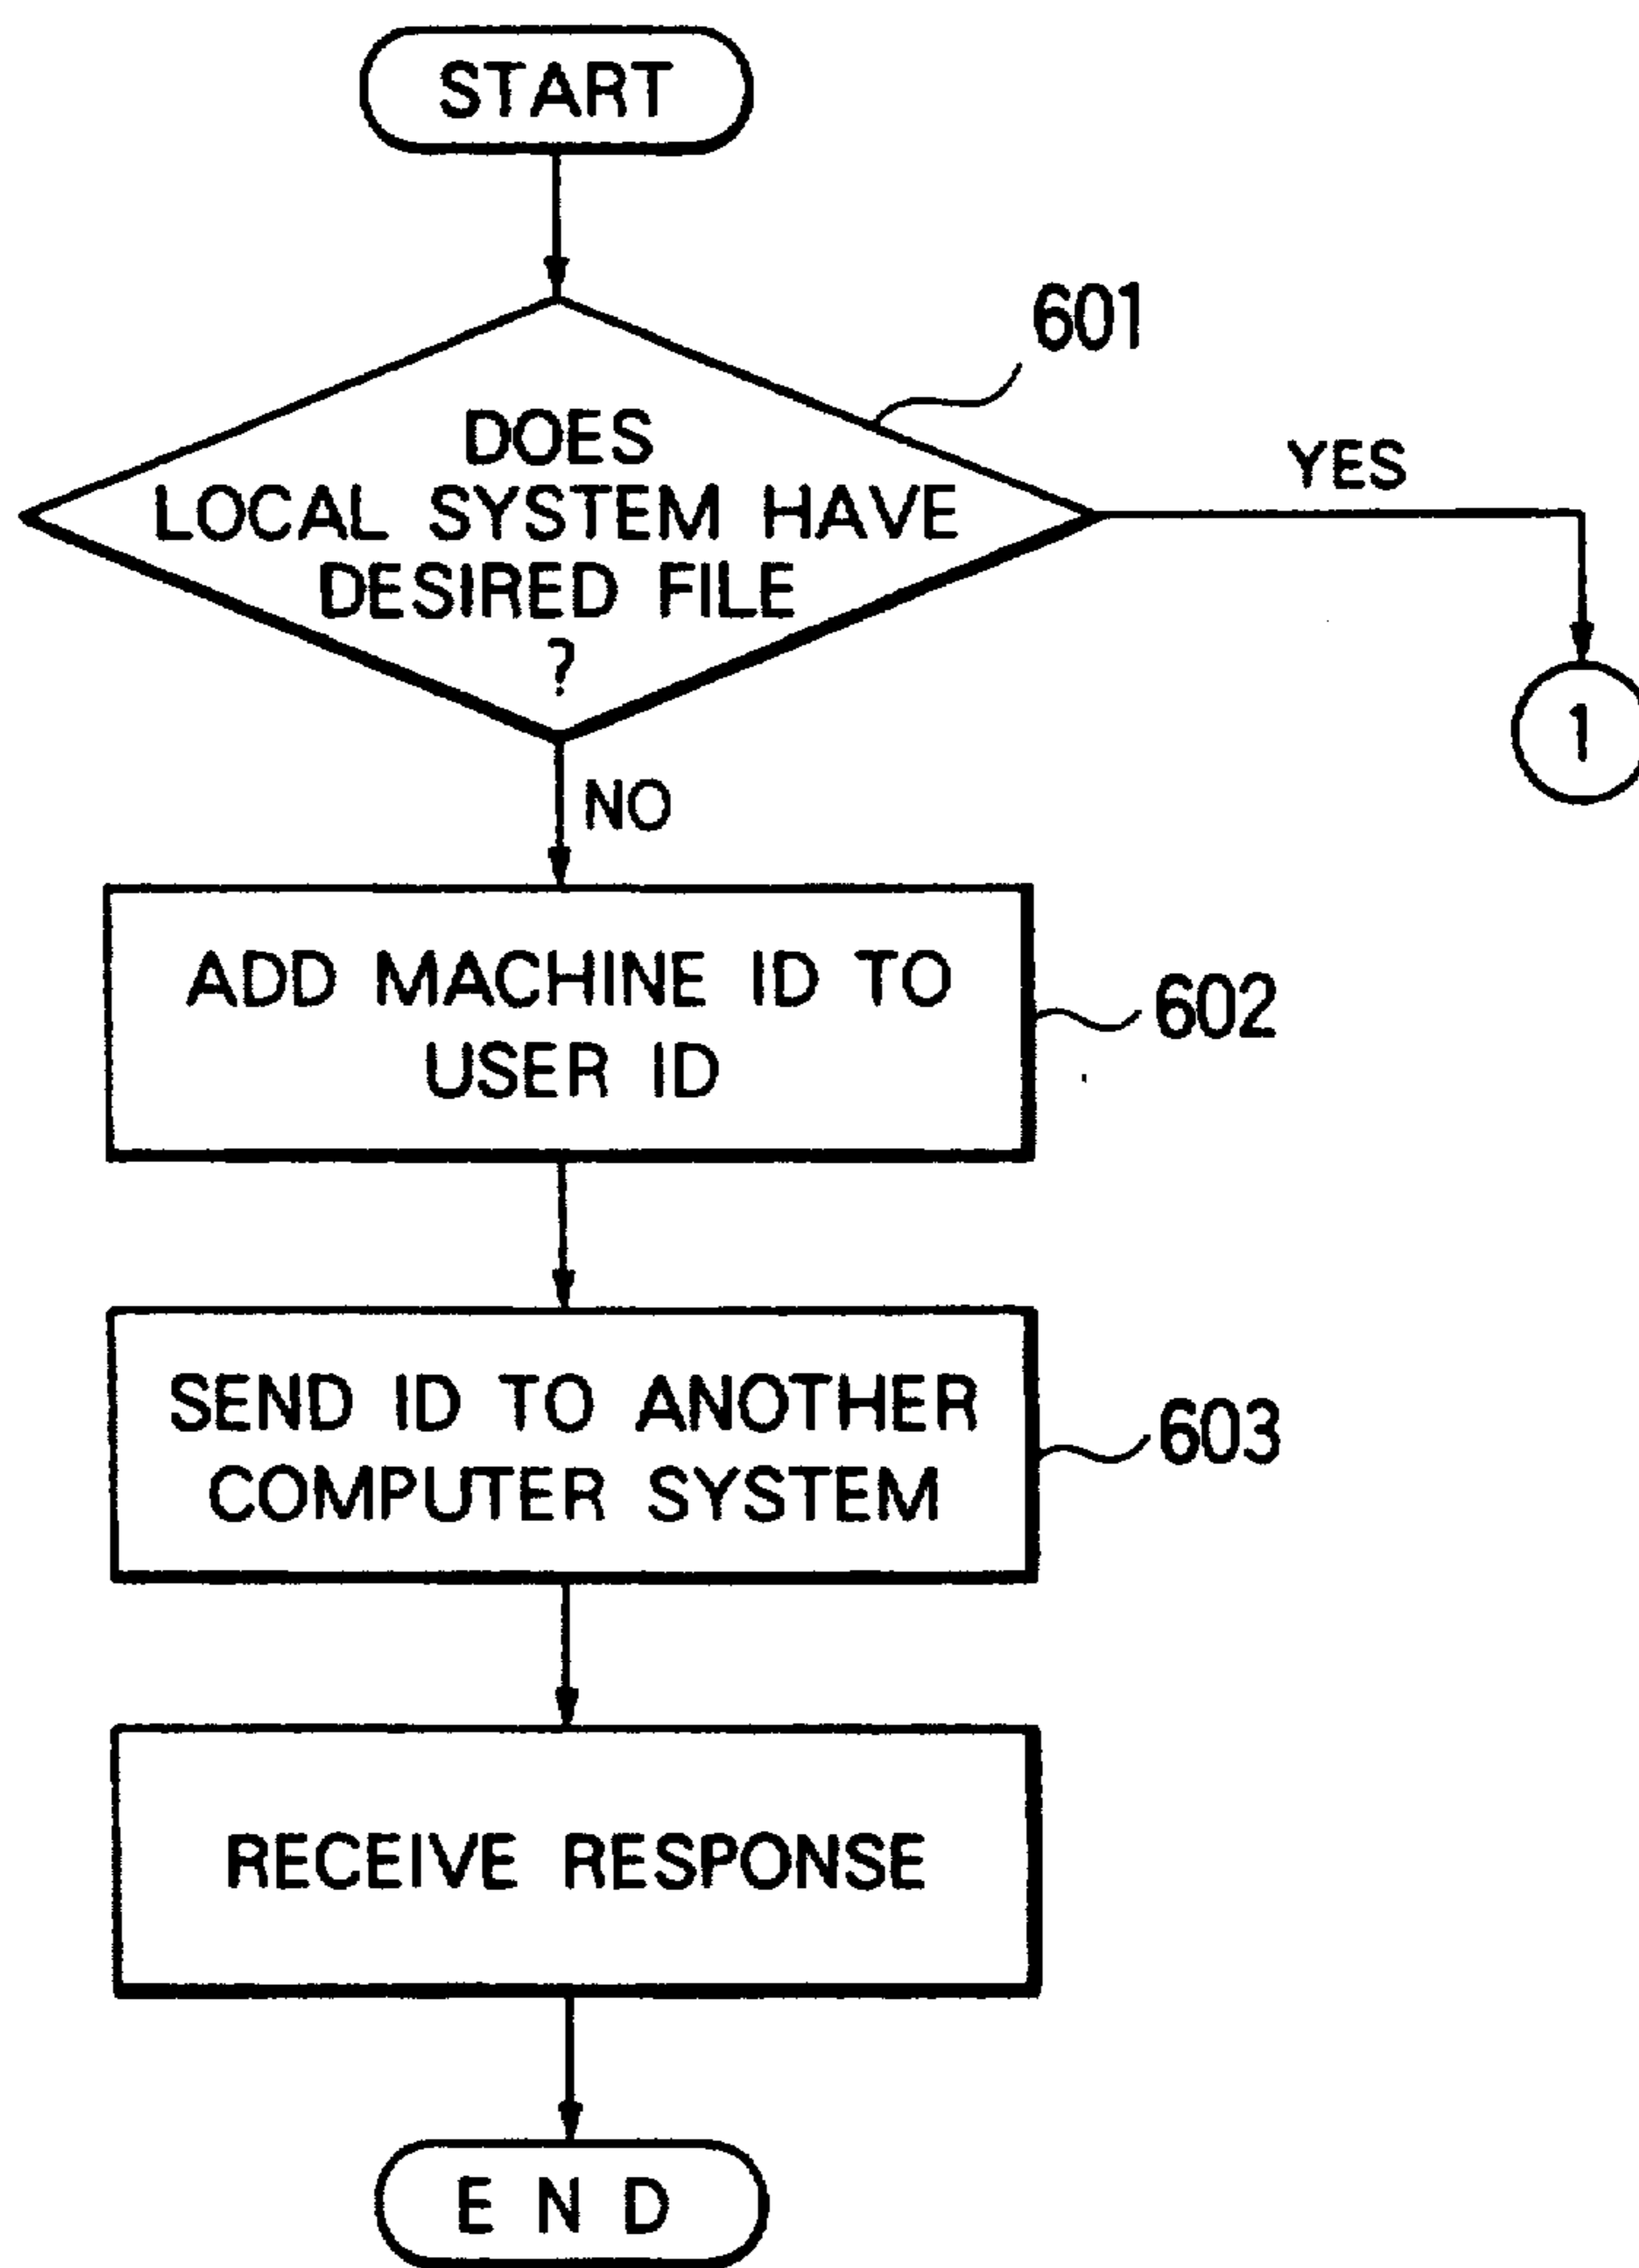 START
601
DOES
LOCAL SYSTEM HAVE
DESIRED FILE
?
YES
1
NO
ADD MACHINE ID TO
USER ID
602
SEND ID TO ANOTHER
COMPUTER SYSTEM
603
RECEIVE RESPONSE
END